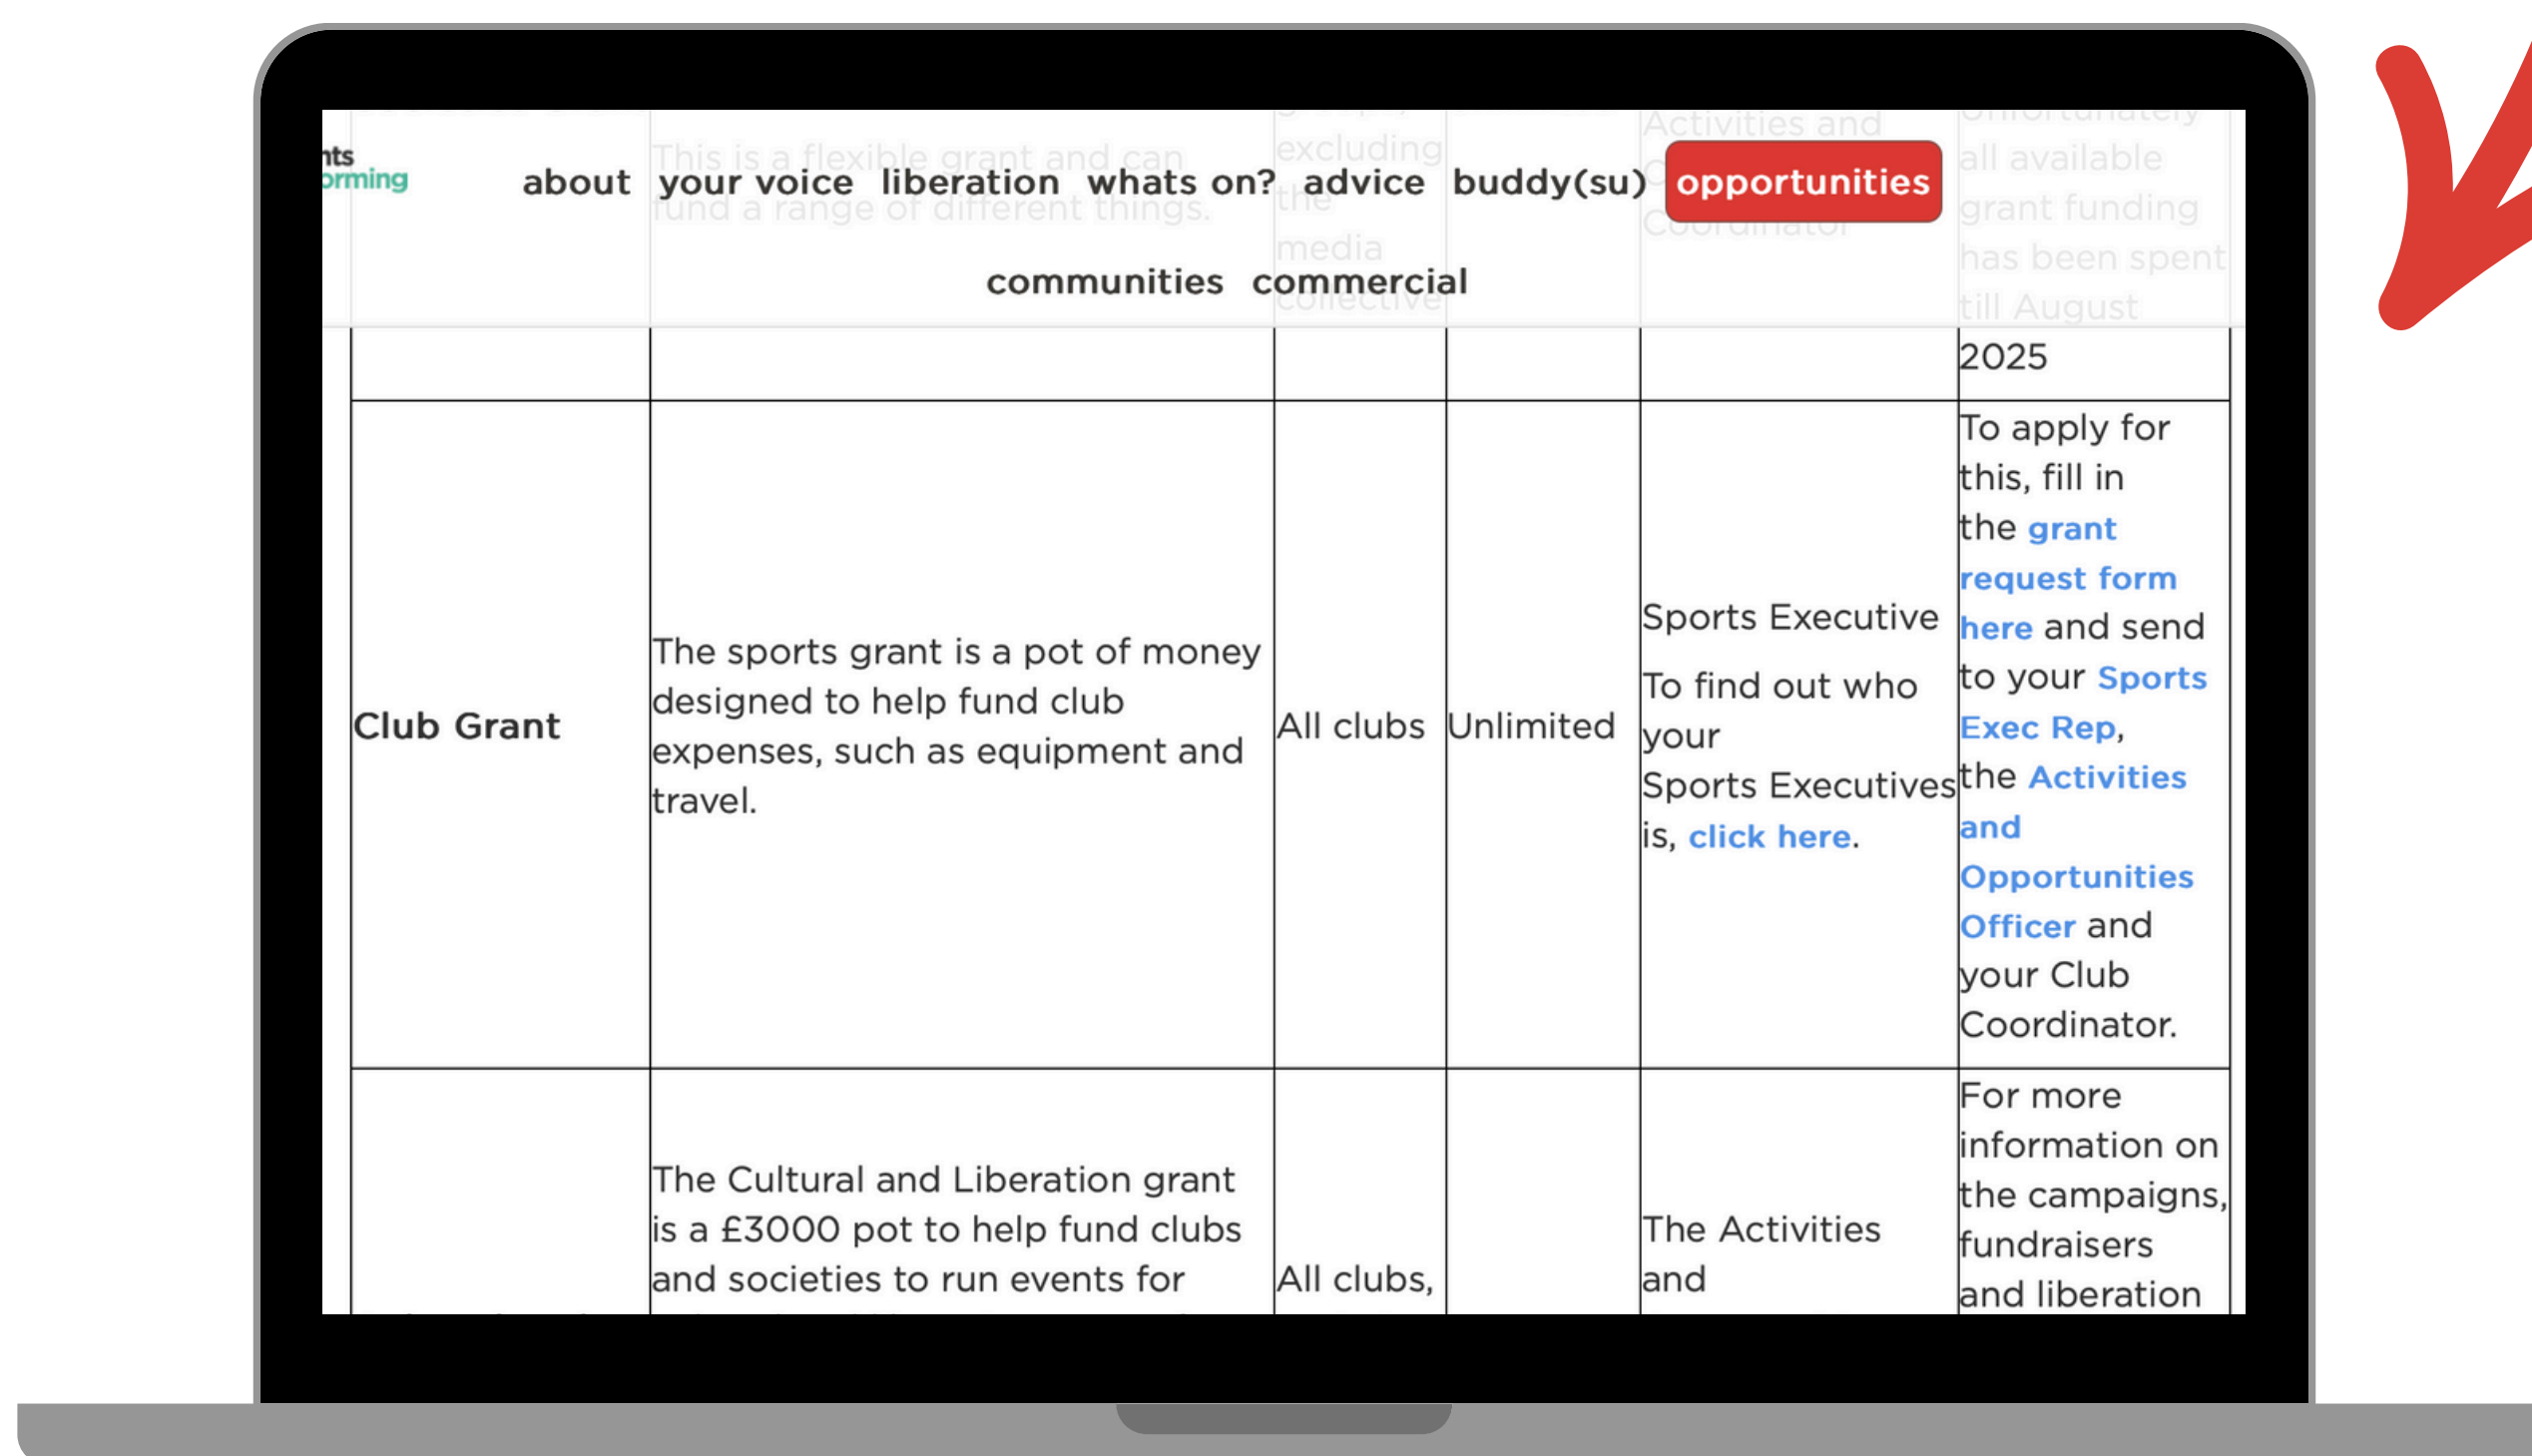 nts
orming
about your voice liberation whats on? advice buddy(su) opportunities
communities commercial
This is a flexible grant and can
fund a range of different things.
excluding
the
media
collective
Activities and
Coordinator
Unfortunately
all available
grant funding
has been spent
till August
2025
Club Grant
The sports grant is a pot of money
designed to help fund club
expenses, such as equipment and
travel.
All clubs
Unlimited
Sports Executive
To find out who
your
Sports Executives
is, click here.
To apply for
this, fill in
the grant
request form
here and send
to your Sports
Exec Rep,
the Activities
and
Opportunities
Officer and
your Club
Coordinator.
The Cultural and Liberation grant
is a £3000 pot to help fund clubs
and societies to run events for
All clubs,
The Activities
and
For more
information on
the campaigns,
fundraisers
and liberation